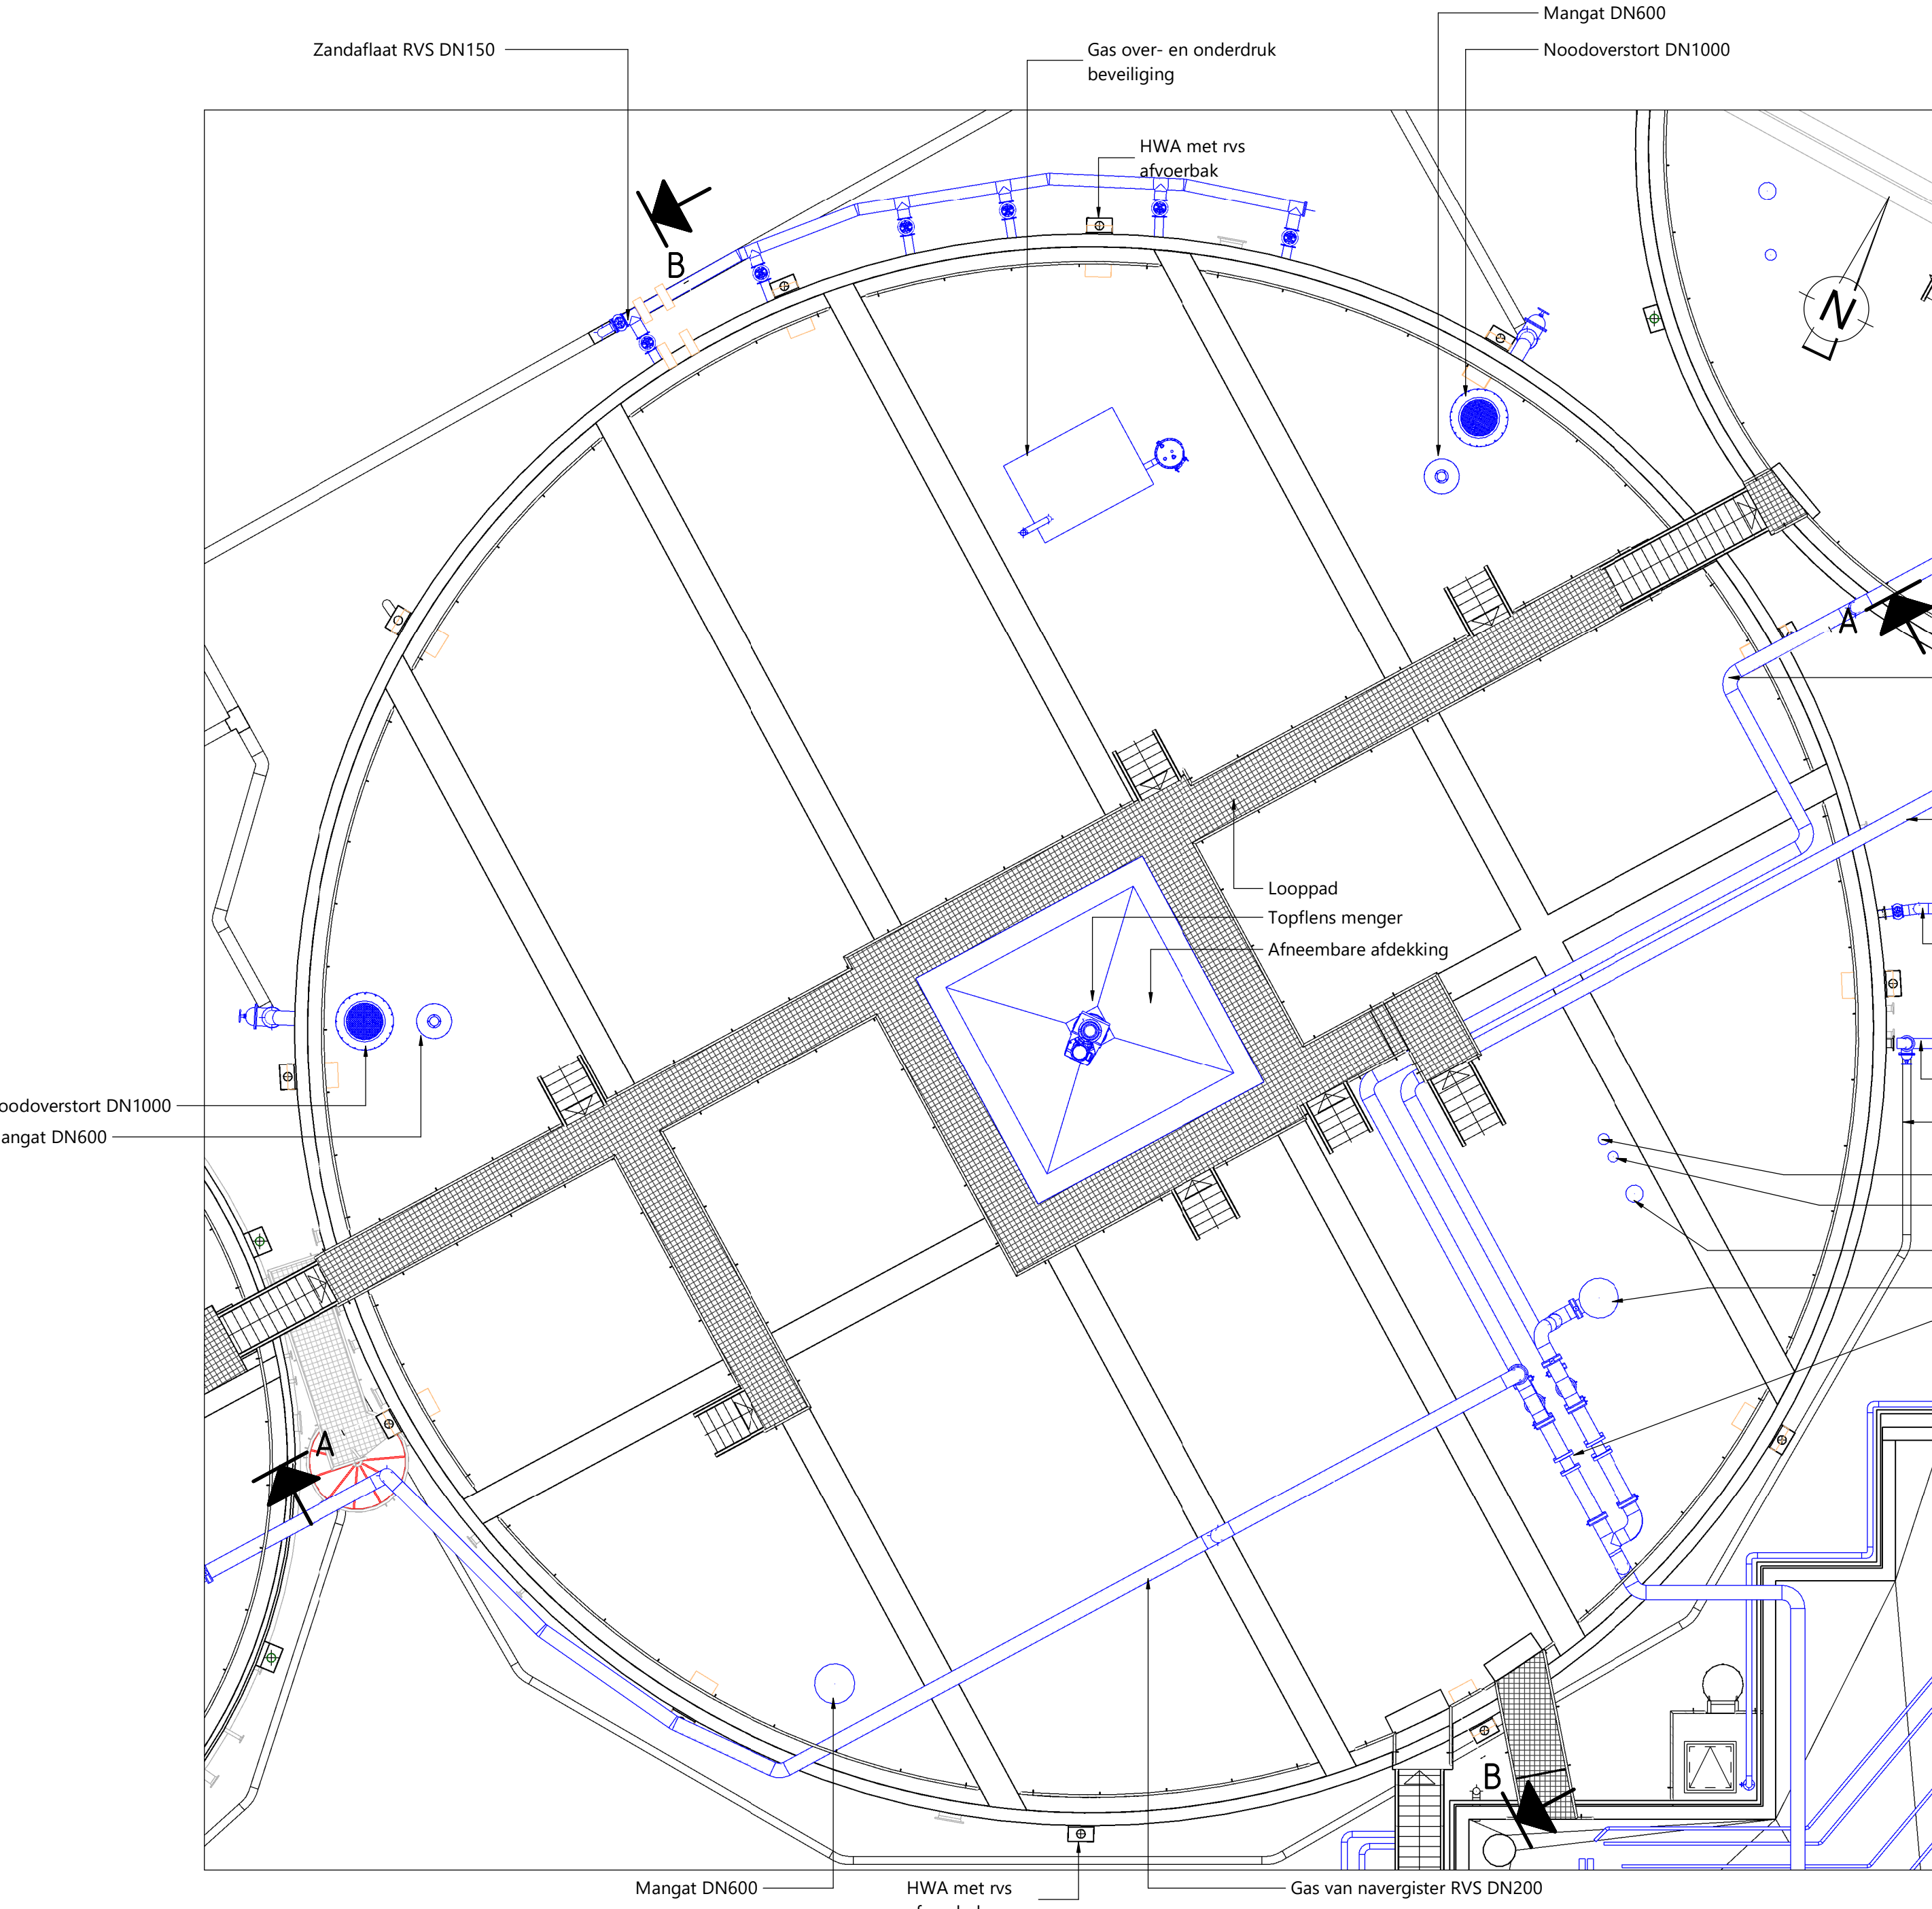 Mangat DN600
Zandaflaat RVS DN150
Gas over- en onderdruk
beveiliging
Noodoverstort DN1000
HWA met rvs
afvoerbak
B
N
A
Looppad
Topflens menger
Afneembare afdekking
oodoverstort DN1000
angat DN600
A
B
Mangat DN600
HWA met rvs
Gas van navergister RVS DN200